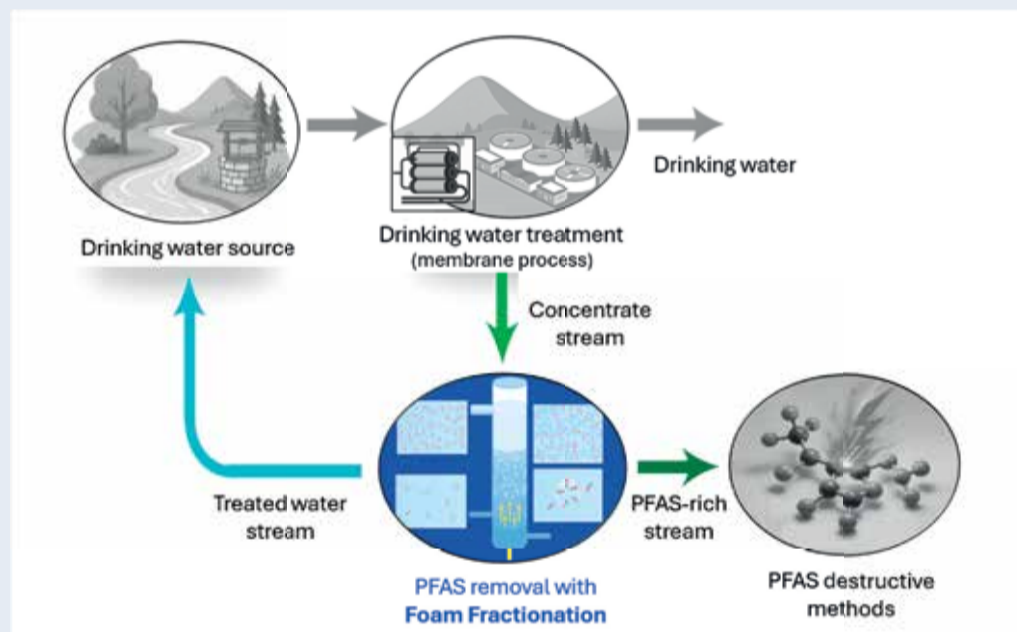 Drinking water
Drinking water source
Drinking water treatment
(membrane process)
Concentrate
stream
Treated water
stream
PFAS-rich
stream
PFAS removal with
Foam Fractionation
PFAS destructive
methods